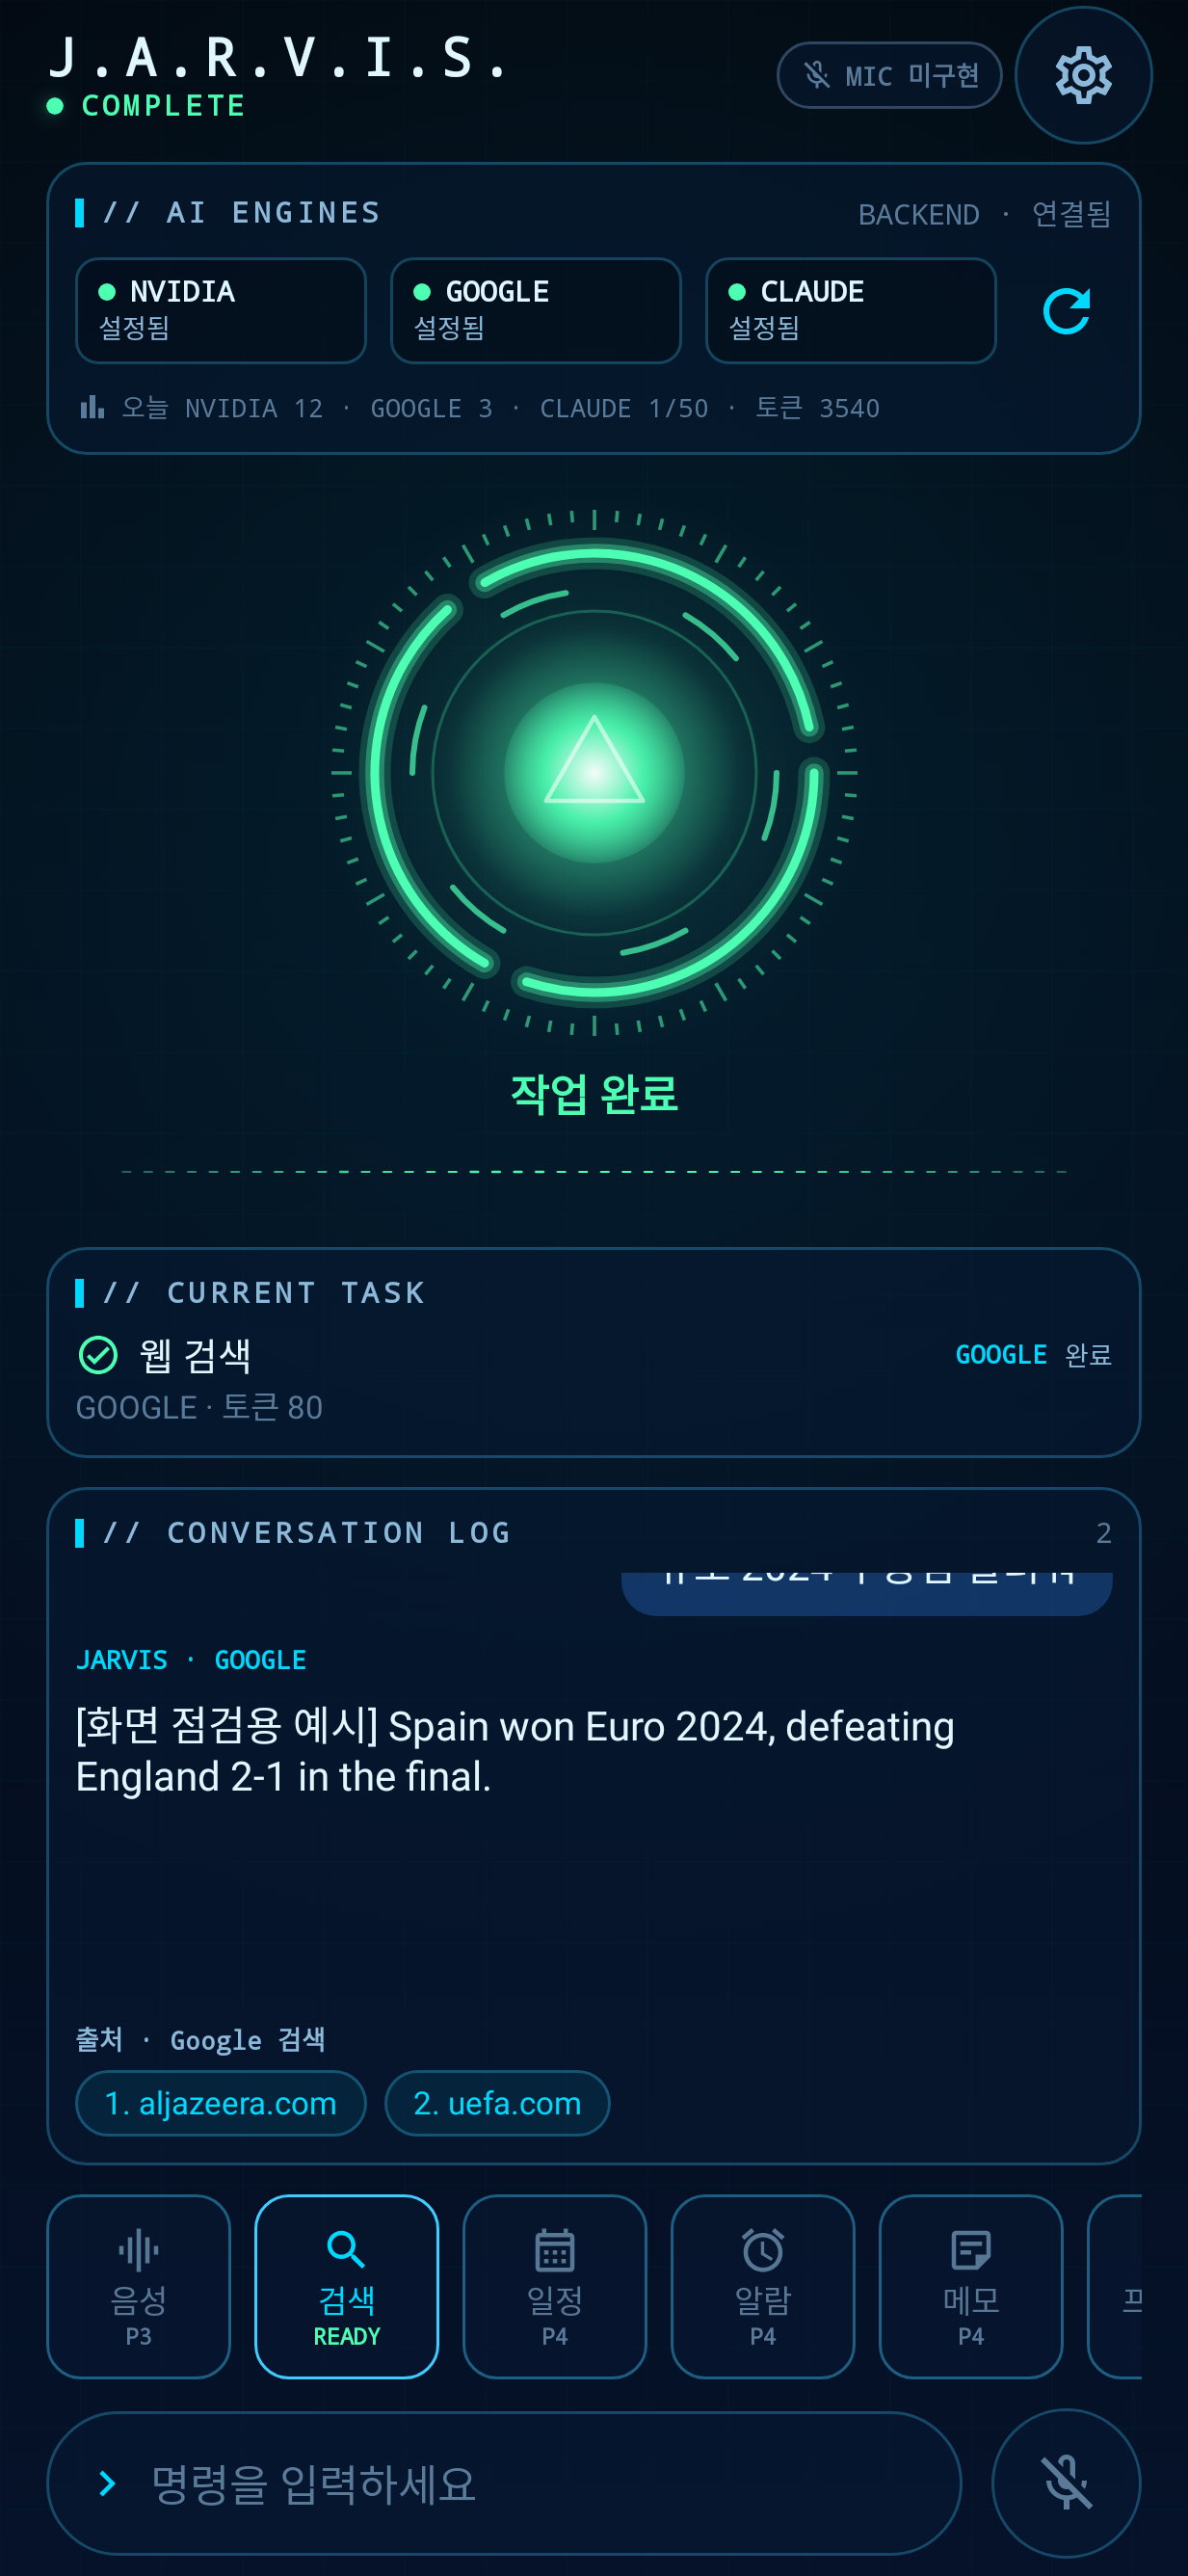 J.A.R.V.I.S.
COMPLETE
MIC 미구현
// AI ENGINES
BACKEND · 연결됨
NVIDIA
설정됨
GOOGLE
설정됨
CLAUDE
설정됨
오늘 NVIDIA 12 · GOOGLE 3 · CLAUDE 1/50 · 토큰 3540
작업 완료
// CURRENT TASK
웹 검색
GOOGLE 완료
GOOGLE · 토큰 80
// CONVERSATION LOG
2
2024
JARVIS · GOOGLE
[화면 점검용 예시] Spain won Euro 2024, defeating
England 2-1 in the final.
출처 · Google 검색
1. aljazeera.com
2. uefa.com
음성
P3
검색
READY
일정
P4
알람
P4
메모
P4
명령을 입력하세요